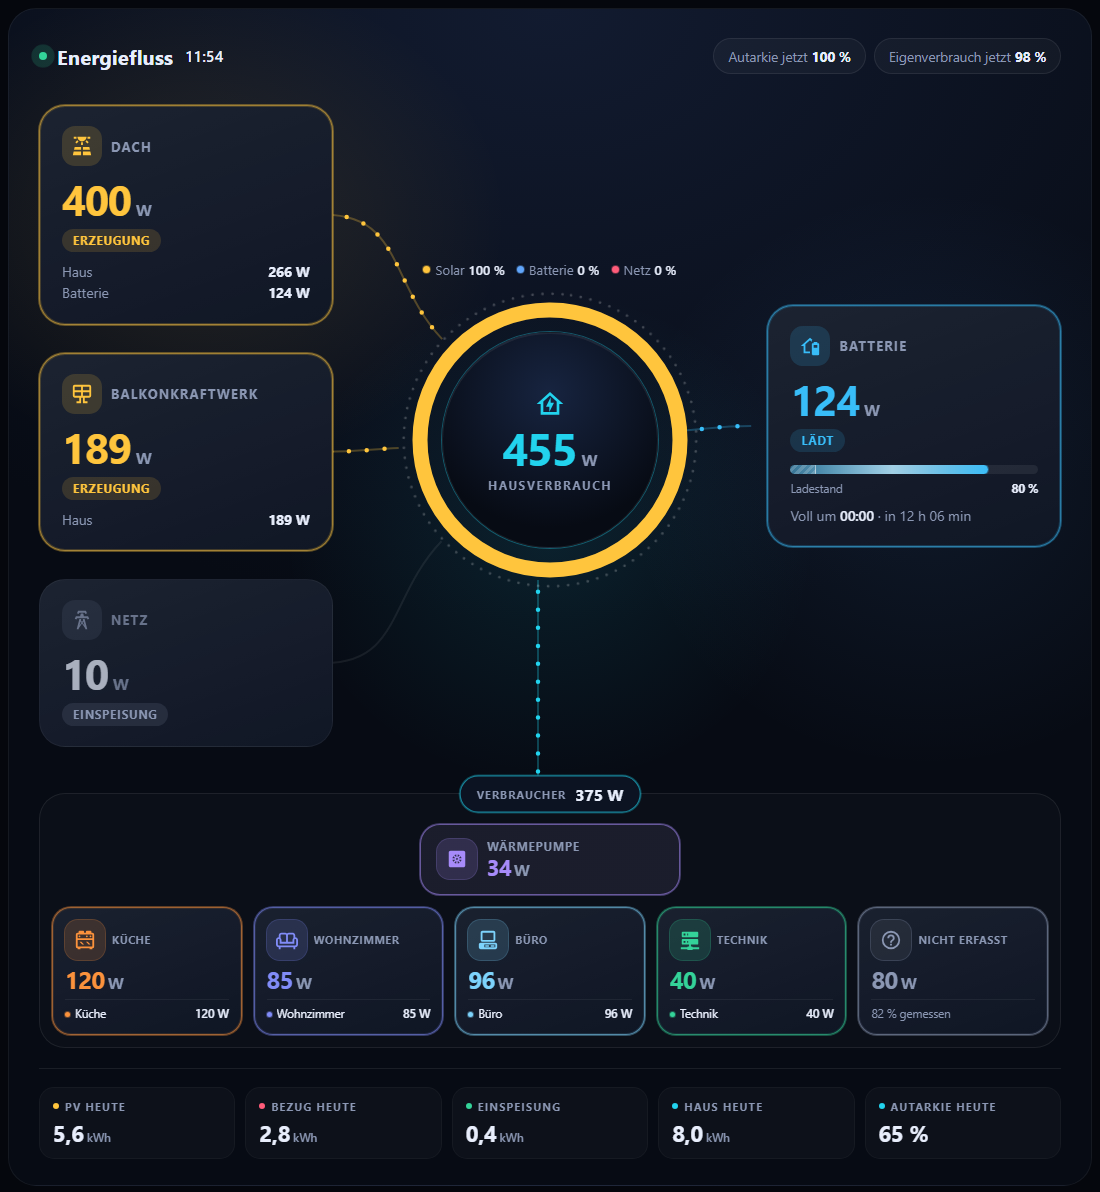 Energiefluss 11:54
Autarkie jetzt 100 %
Eigenverbrauch jetzt 98 %
DACH
400 W
ERZEUGUNG
Haus 266 W
Batterie 124 W
Solar 100 % Batterie 0 % Netz 0 %
BALKONKRAFTWERK
189 W
ERZEUGUNG
Haus 189 W
455 W
HAUSVERBRAUCH
BATTERIE
124 W
LÄDT
Ladestand 80 %
Voll um 00:00 · in 12 h 06 min
NETZ
10 W
EINSPEISUNG
VERBRAUCHER 375 W
WÄRMEPUMPE
34 W
KÜCHE
120 W
Küche 120 W
WOHNZIMMER
85 W
Wohnzimmer 85 W
BÜRO
96 W
Büro 96 W
TECHNIK
40 W
Technik 40 W
NICHT ERFASST
80 W
82 % gemessen
PV HEUTE
5,6 kWh
BEZUG HEUTE
2,8 kWh
EINSPEISUNG
0,4 kWh
HAUS HEUTE
8,0 kWh
AUTARKIE HEUTE
65 %